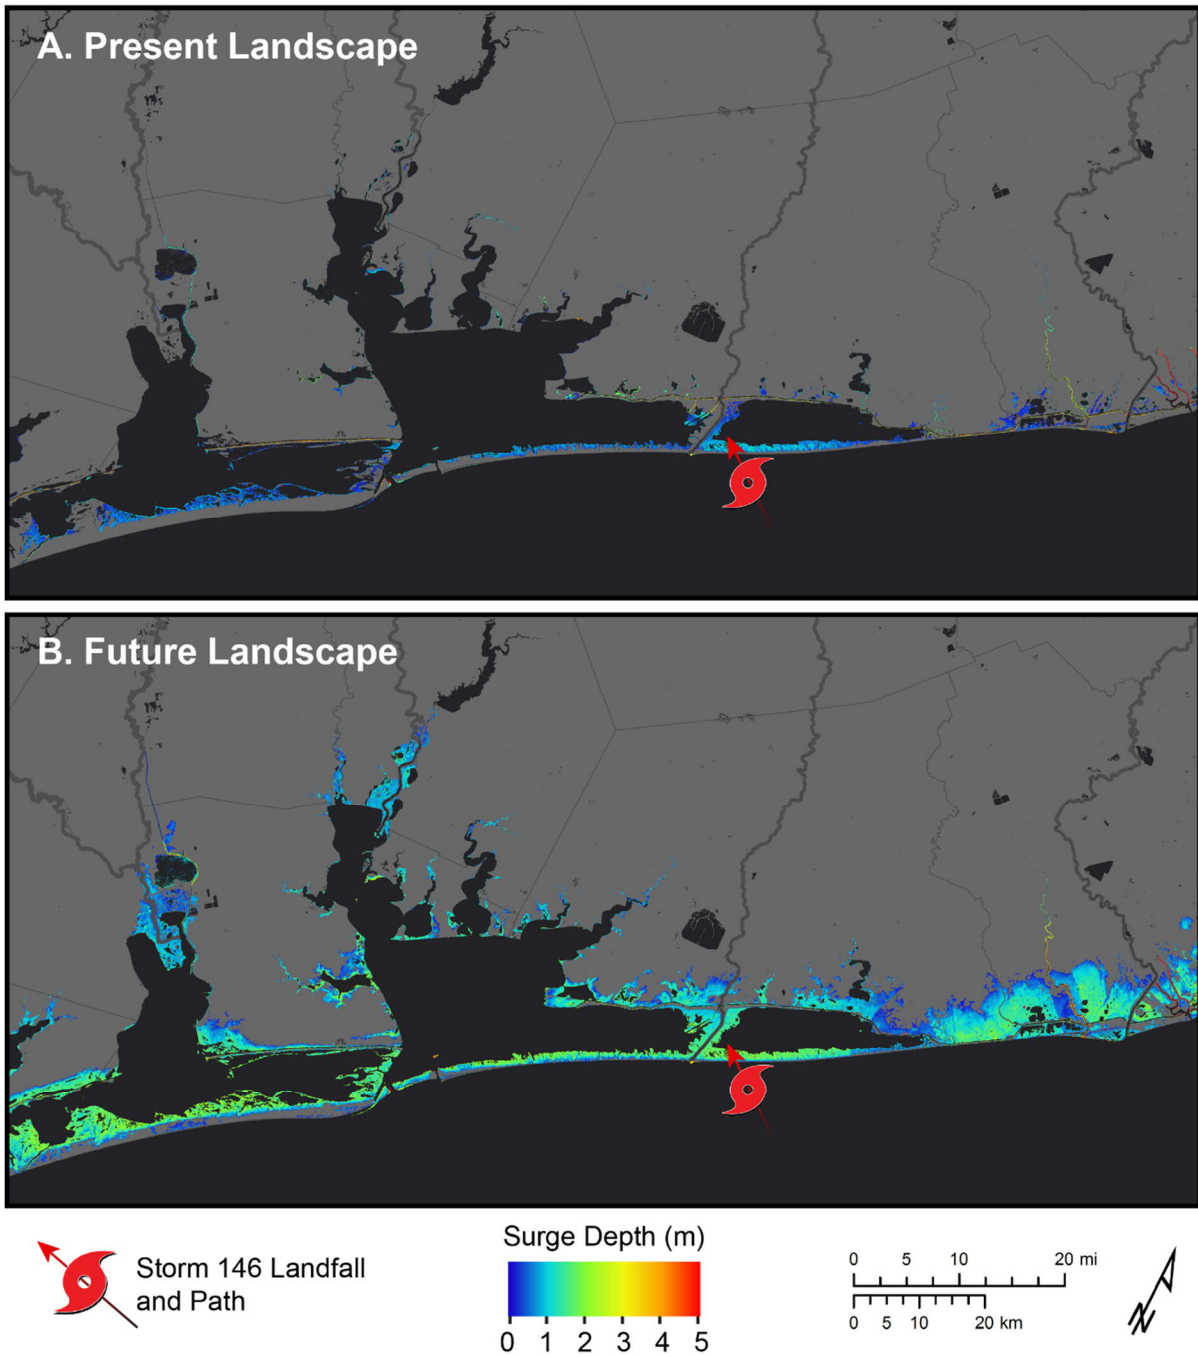 A. Present Landscape
B. Future Landscape
Storm 146 Landfall
and Path
Surge Depth (m)
0 1 2 3 4 5
0 5 10 20 mi
0 5 10 20 km
N